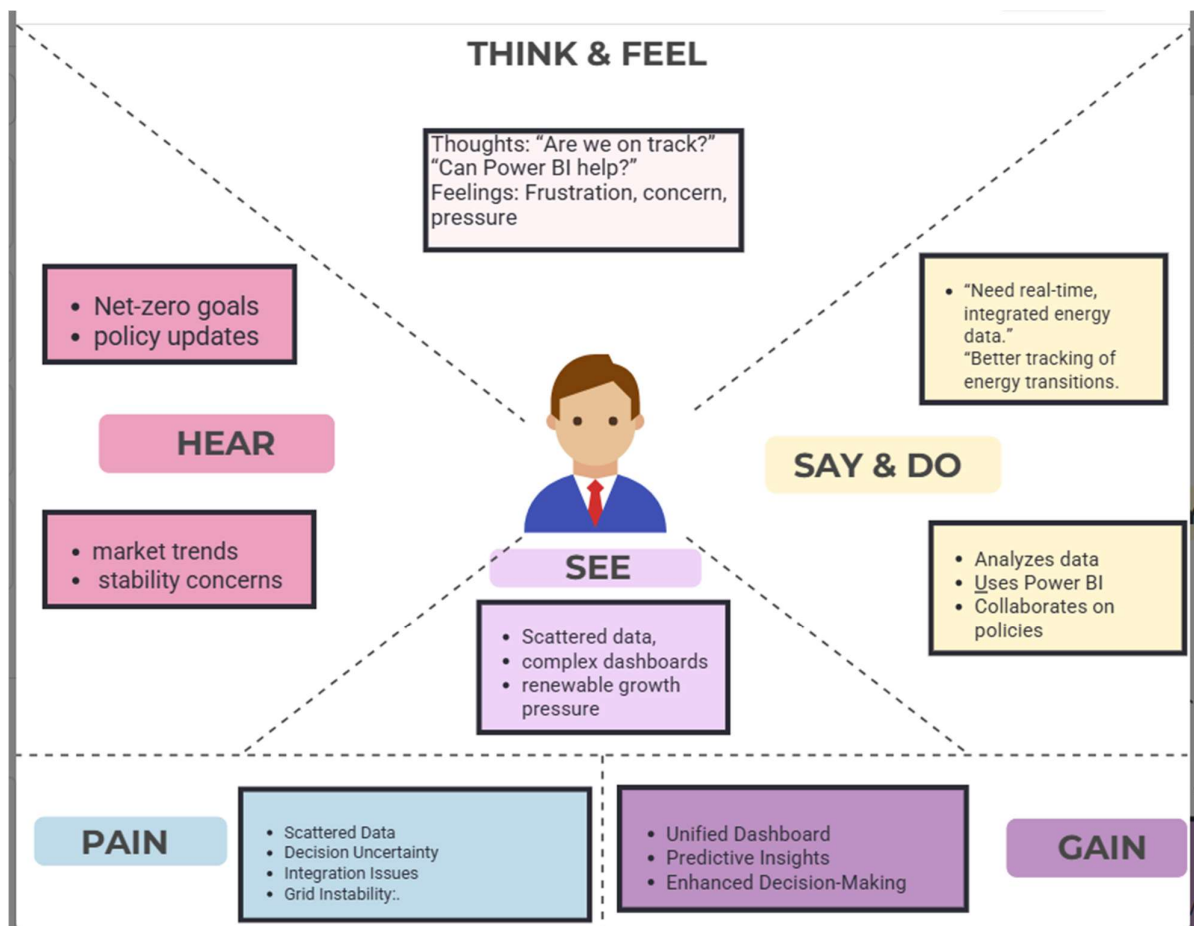 THINK & FEEL
Thoughts: “Are we on track?”
“Can Power BI help?”
Feelings: Frustration, concern,
pressure
• Net-zero goals
• policy updates
HEAR
• market trends
• stability concerns
• “Need real-time,
integrated energy
data.”
“Better tracking of
energy transitions.
SAY & DO
• Analyzes data
• Uses Power BI
• Collaborates on
policies
SEE
• Scattered data,
• complex dashboards
• renewable growth
pressure
PAIN
• Scattered Data
• Decision Uncertainty
• Integration Issues
• Grid Instability:.
• Unified Dashboard
• Predictive Insights
• Enhanced Decision-Making
GAIN